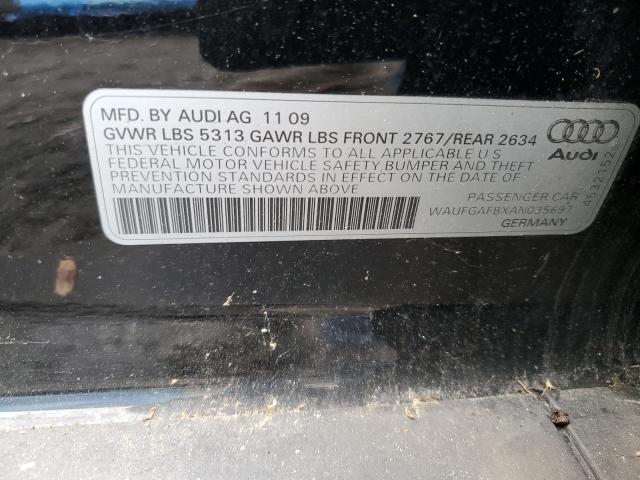 MFD. BY AUDI AG 11 09
GVWR LBS 5313 GAWR LBS FRONT 2767/REAR 2634
THIS VEHICLE CONFORMS TO ALL APPLICABLE U S
FEDERAL MOTOR VEHICLE SAFETY, BUMPER AND THEFT
PREVENTION STANDARDS IN EFFECT ON THE DATE OF
MANUFACTURE SHOWN ABOVE
Audi
4532152
PASSENGER CAR
WAUFGAFBXAN035697
GERMANY